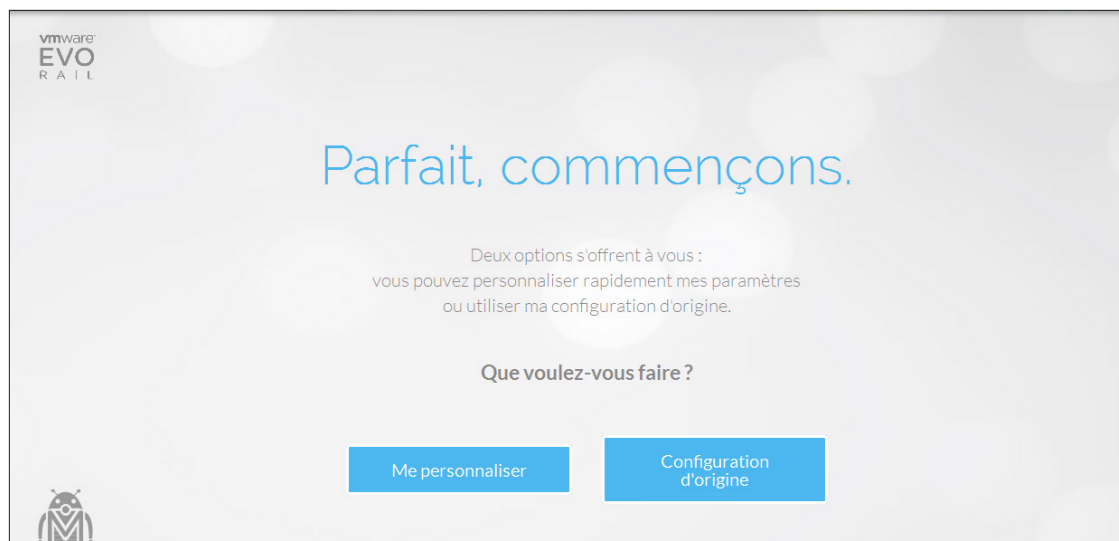 vmware
EVO
RAIL
Parfait, commençons.
Deux options s'offrent à vous :
vous pouvez personnaliser rapidement mes paramètres
ou utiliser ma configuration d'origine.
Que voulez-vous faire ?
Me personnaliser
Configuration
d'origine